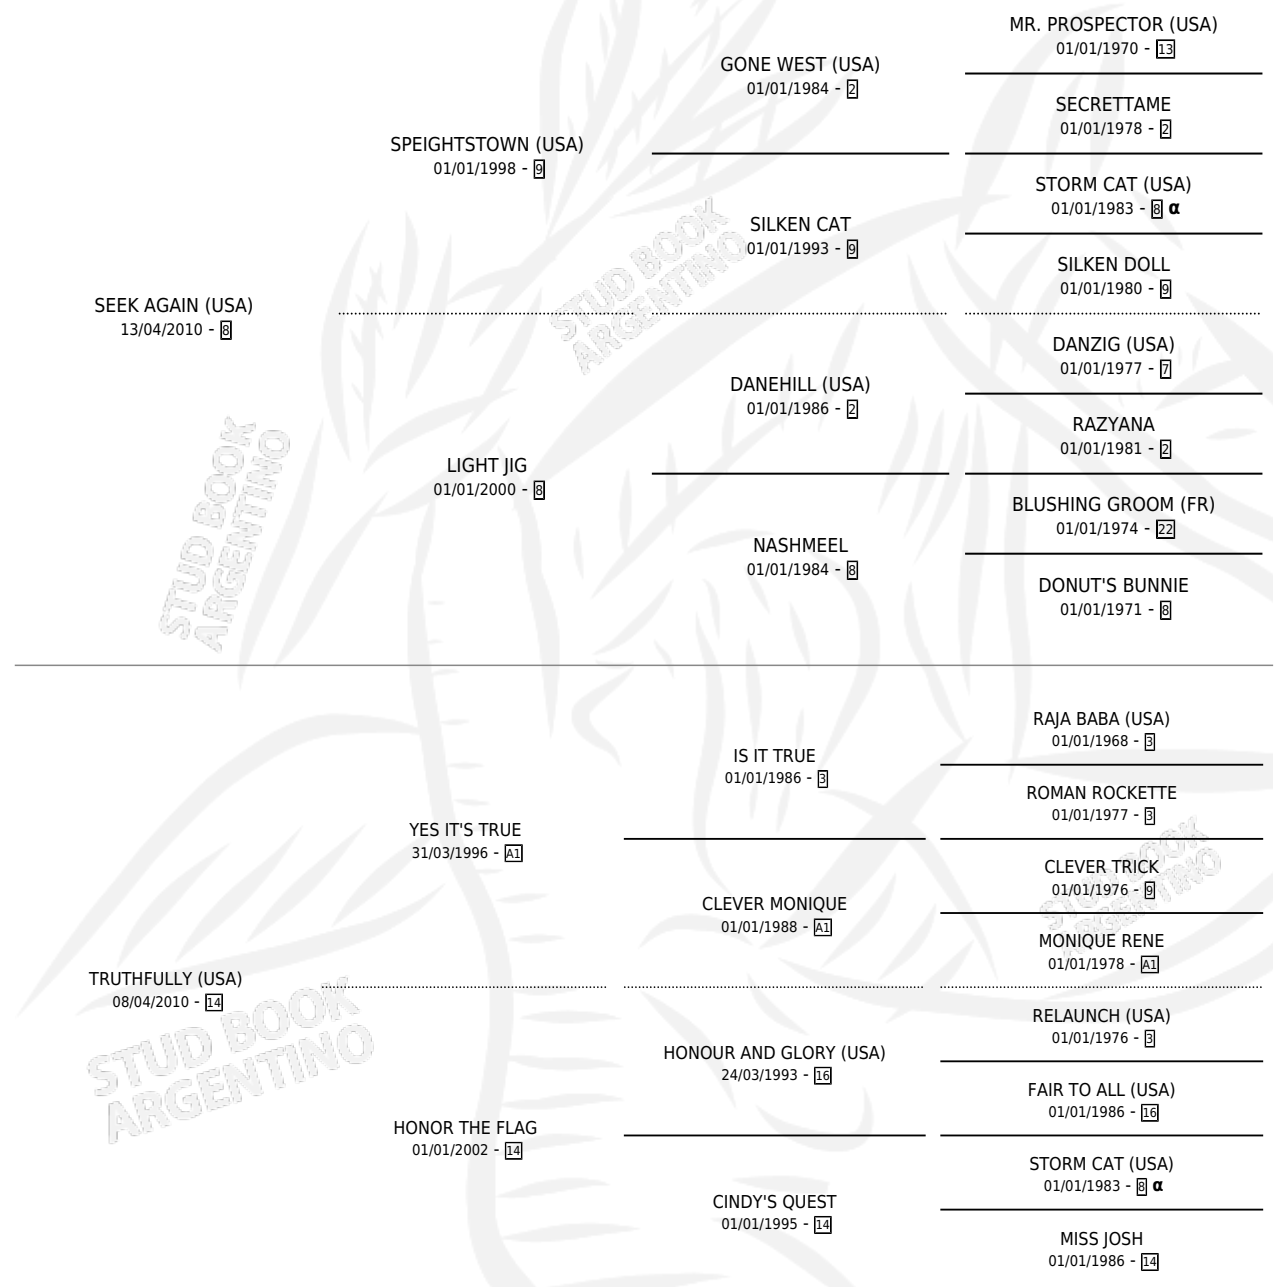 MR. PROSPECTOR (USA)
01/01/1970 - 13
GONE WEST (USA)
01/01/1984 - 2
SECRETTAME
01/01/1978 - 2
SPEIGHTSTOWN (USA)
01/01/1998 - 9
STORM CAT (USA)
01/01/1983 - 8 α
SILKEN CAT
01/01/1993 - 9
SILKEN DOLL
01/01/1980 - 9
SEEK AGAIN (USA)
13/04/2010 - 8
DANZIG (USA)
01/01/1977 - 7
DANEHILL (USA)
01/01/1986 - 2
RAZYANA
01/01/1981 - 2
LIGHT JIG
01/01/2000 - 8
BLUSHING GROOM (FR)
01/01/1974 - 22
NASHMEEL
01/01/1984 - 8
DONUT'S BUNNIE
01/01/1971 - 8
RAJA BABA (USA)
01/01/1968 - 3
IS IT TRUE
01/01/1986 - 3
ROMAN ROCKETTE
01/01/1977 - 3
YES IT'S TRUE
31/03/1996 - A1
CLEVER TRICK
01/01/1976 - 9
CLEVER MONIQUE
01/01/1988 - A1
MONIQUE RENE
01/01/1978 - A1
TRUTHFULLY (USA)
08/04/2010 - 14
RELAUNCH (USA)
01/01/1976 - 3
HONOUR AND GLORY (USA)
24/03/1993 - 16
FAIR TO ALL (USA)
01/01/1986 - 16
HONOR THE FLAG
01/01/2002 - 14
STORM CAT (USA)
01/01/1983 - 8 α
CINDY'S QUEST
01/01/1995 - 14
MISS JOSH
01/01/1986 - 14
STUD BOOK
ARGENTINO
STUD BOOK
ARGENTINO
STUD BOOK
ARGENTINO
STUD BOOK
ARGENTINO